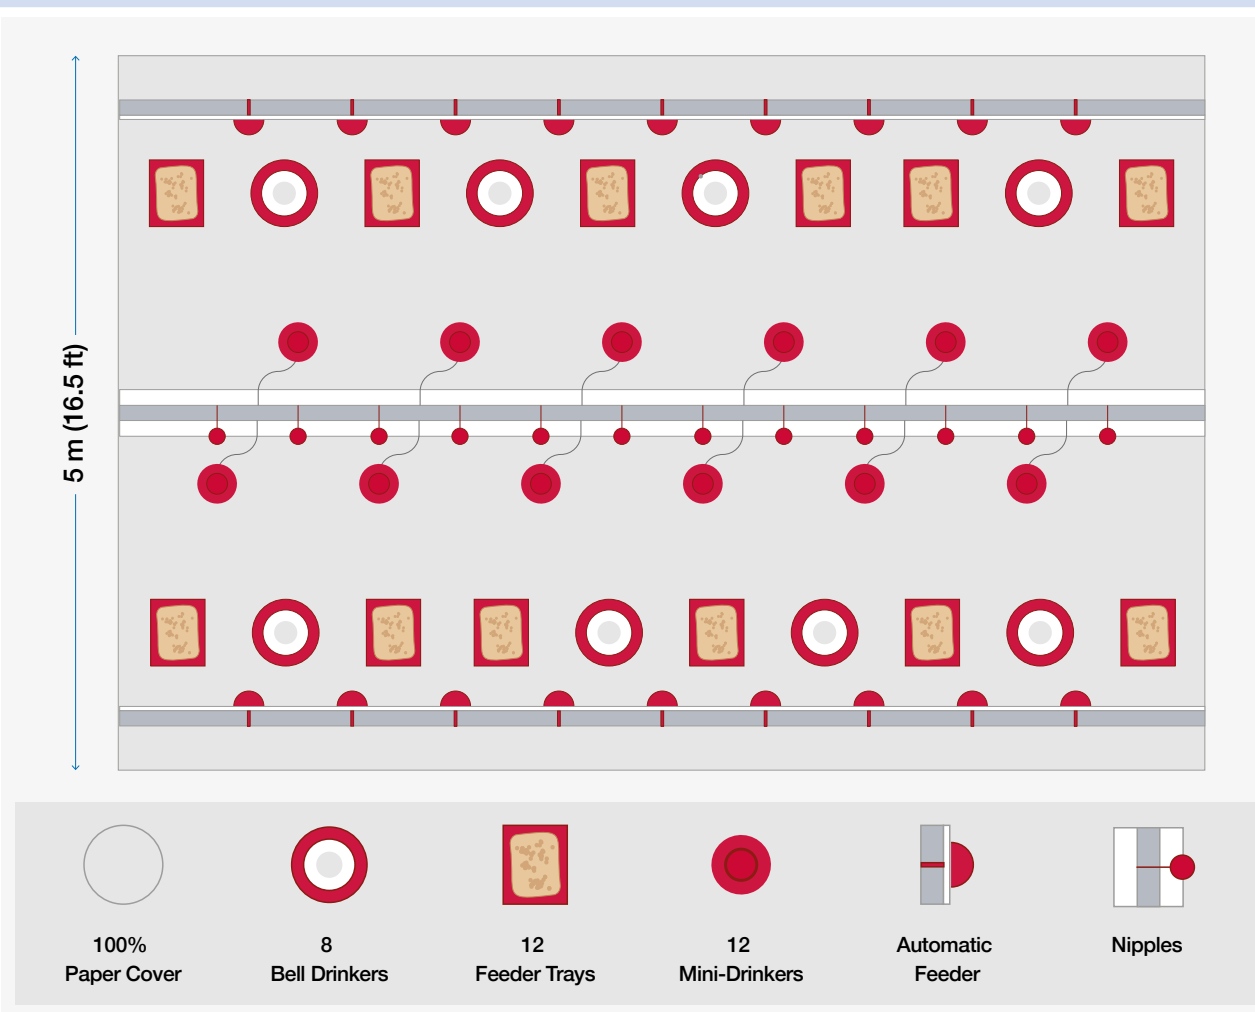 5 m (16.5 ft)
100%
Paper Cover
8
Bell Drinkers
12
Feeder Trays
12
Mini-Drinkers
Automatic
Feeder
Nipples